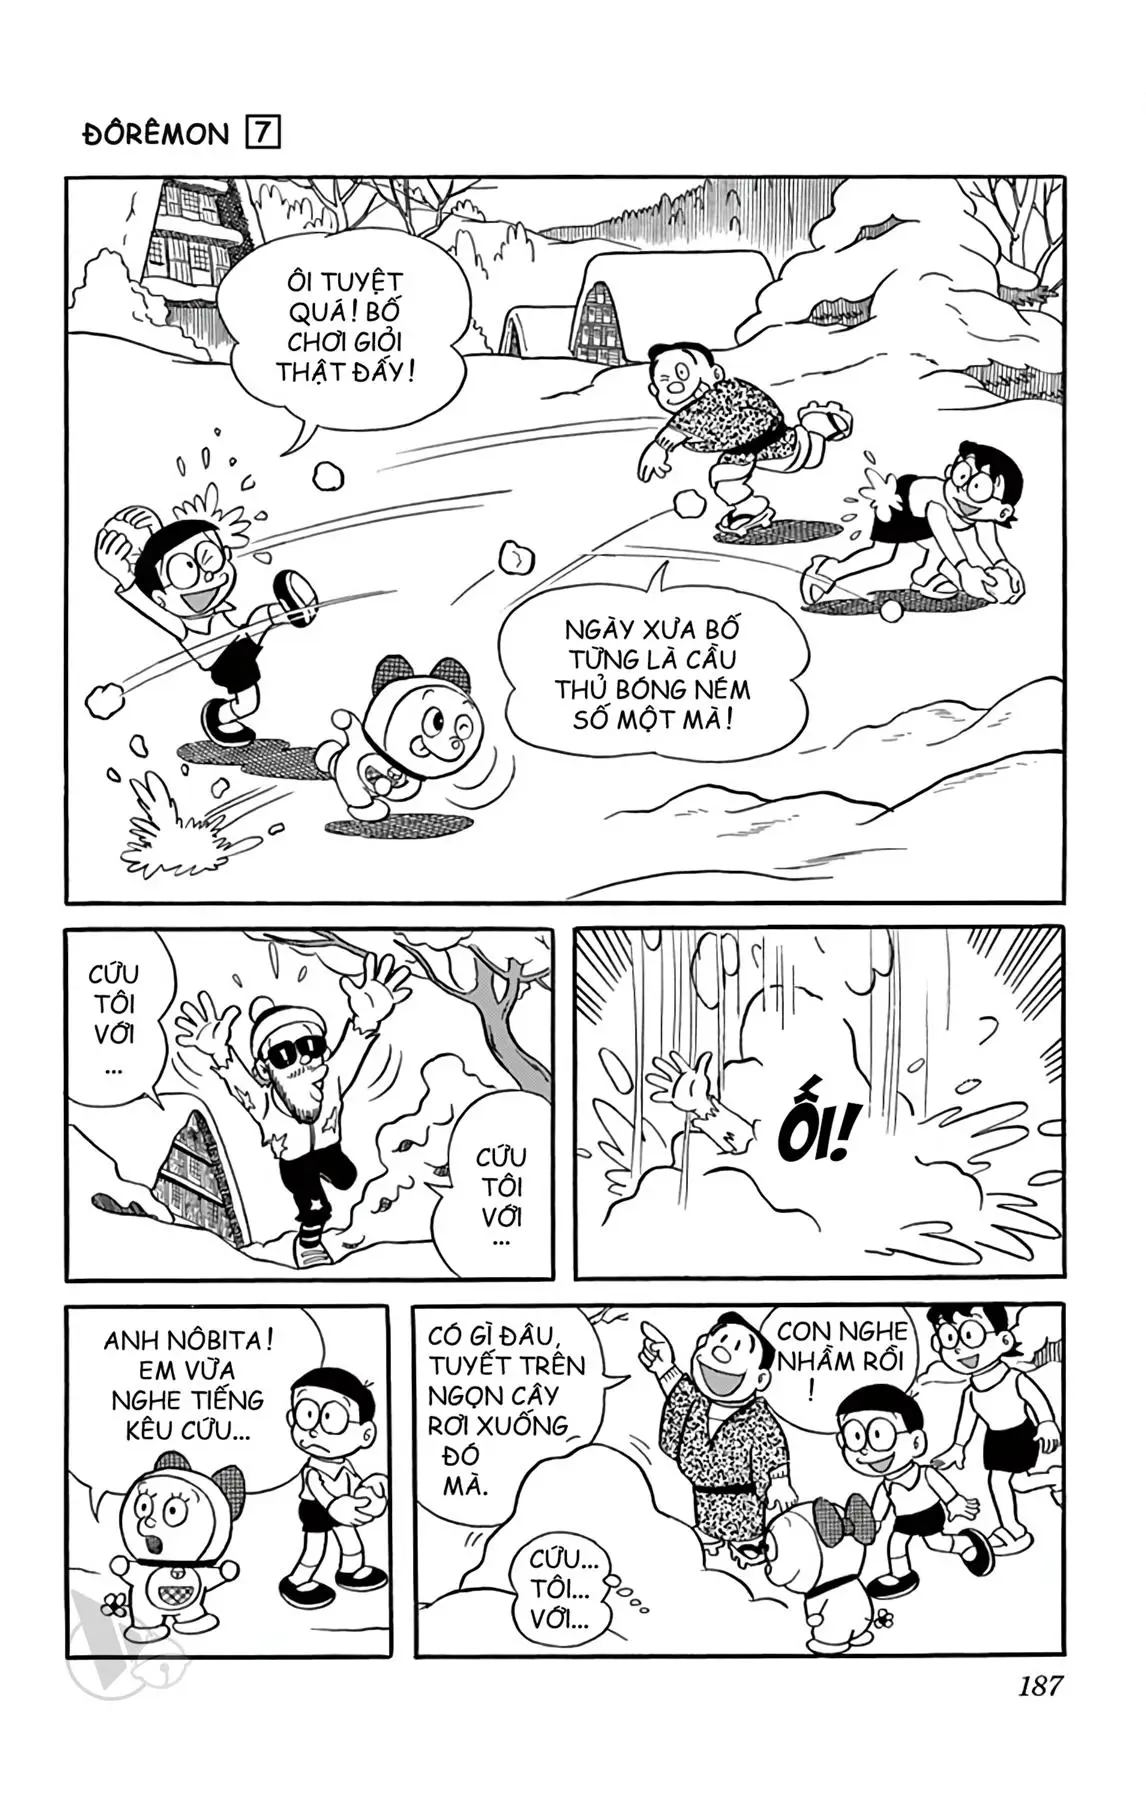 ĐÔRÊMON 7
ÔI TUYỆT
QUÁ! BỐ
CHƠI GIỎI
THẬT ĐẤY!
NGÀY XƯA BỐ
TỪNG LÀ CẦU
THỦ BÓNG NÉM
SỐ MỘT MÀ!
CỨU
TÔI
VỚI
...
CỨU
TÔI
VỚI
...
ỐI!
ANH NÔBITA!
EM VỪA
NGHE TIẾNG
KÊU CỨU...
CÓ GÌ ĐÂU,
TUYẾT TRÊN
NGỌN CÂY
RƠI XUỐNG
ĐÓ
MÀ.
CON NGHE
NHẦM RỒI
!
CỨU...
TÔI...
VỚI...
187